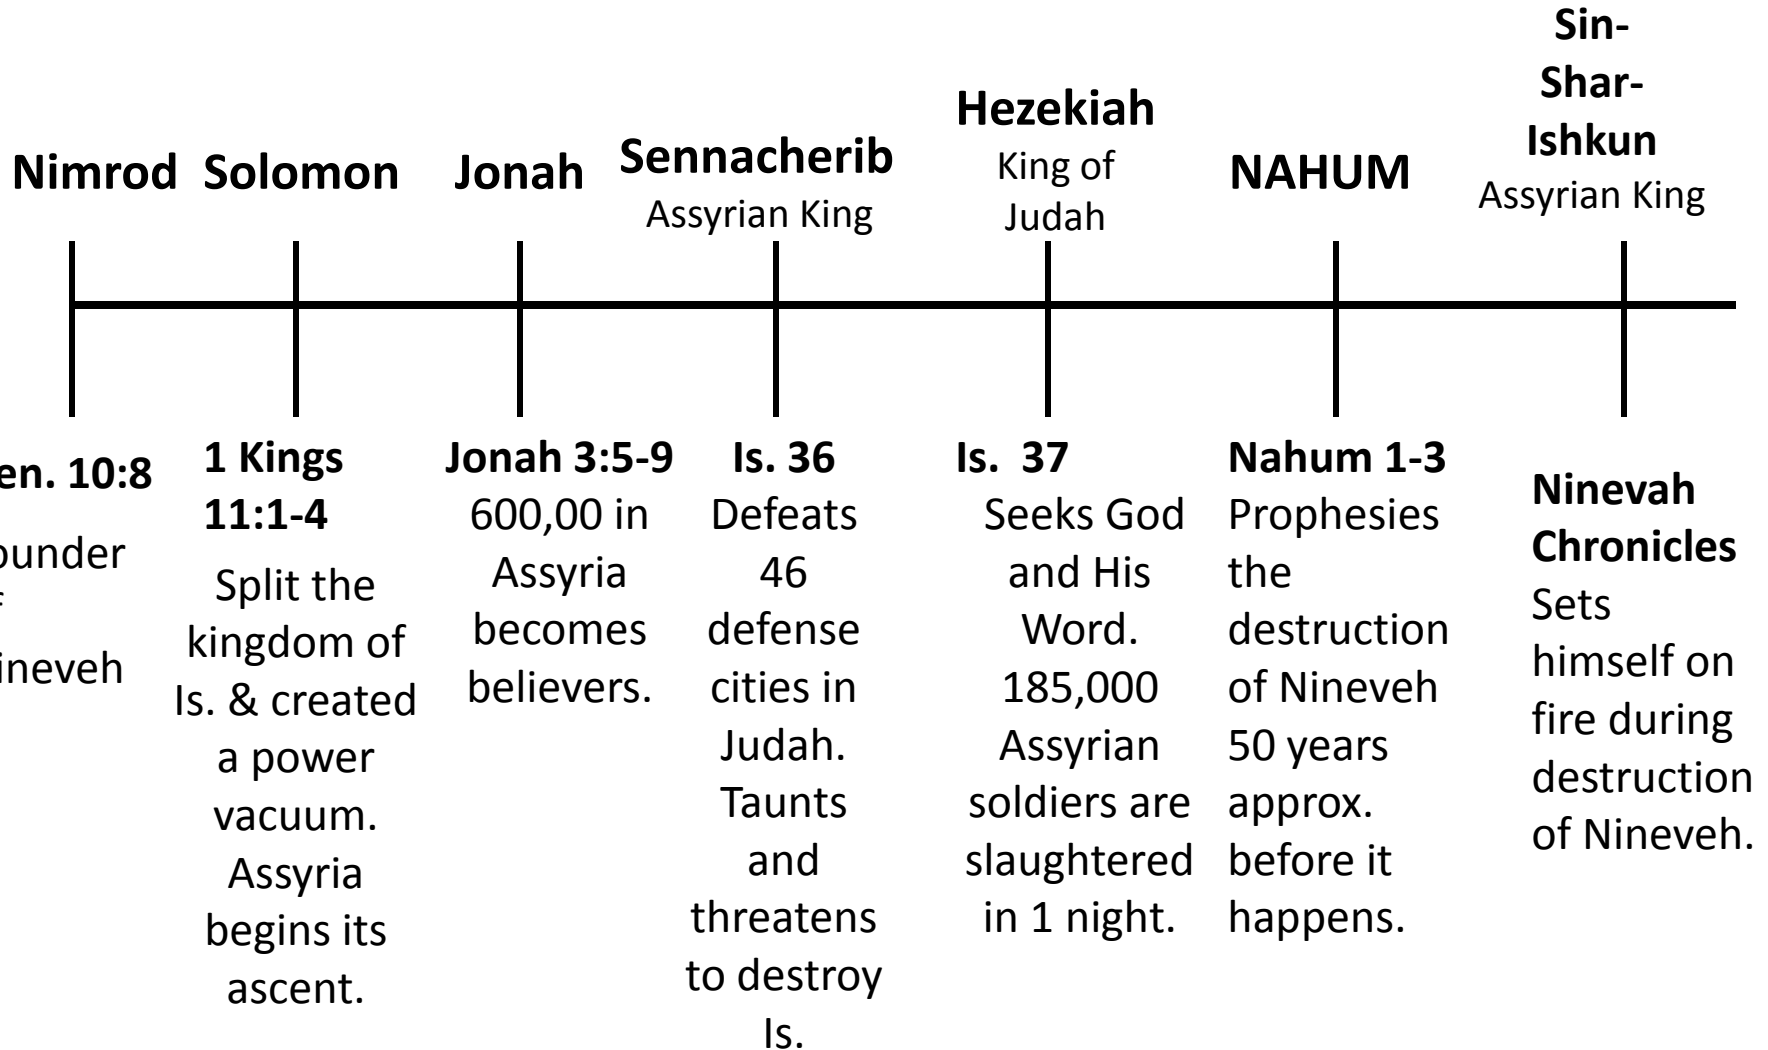 Nimrod
Solomon
Jonah
Sennacherib
Assyrian King
Hezekiah
King of
Judah
NAHUM
Sin-
Shar-
Ishkun
Assyrian King
en. 10:8
ounder
f
ineveh
1 Kings
11:1-4
Split the
kingdom of
Is. & created
a power
vacuum.
Assyria
begins its
ascent.
Jonah 3:5-9
600,00 in
Assyria
becomes
believers.
Is. 36
Defeats
46
defense
cities in
Judah.
Taunts
and
threatens
to destroy
Is.
Is. 37
Seeks God
and His
Word.
185,000
Assyrian
soldiers are
slaughtered
in 1 night.
Nahum 1-3
Prophesies
the
destruction
of Nineveh
50 years
approx.
before it
happens.
Ninevah
Chronicles
Sets
himself on
fire during
destruction
of Nineveh.